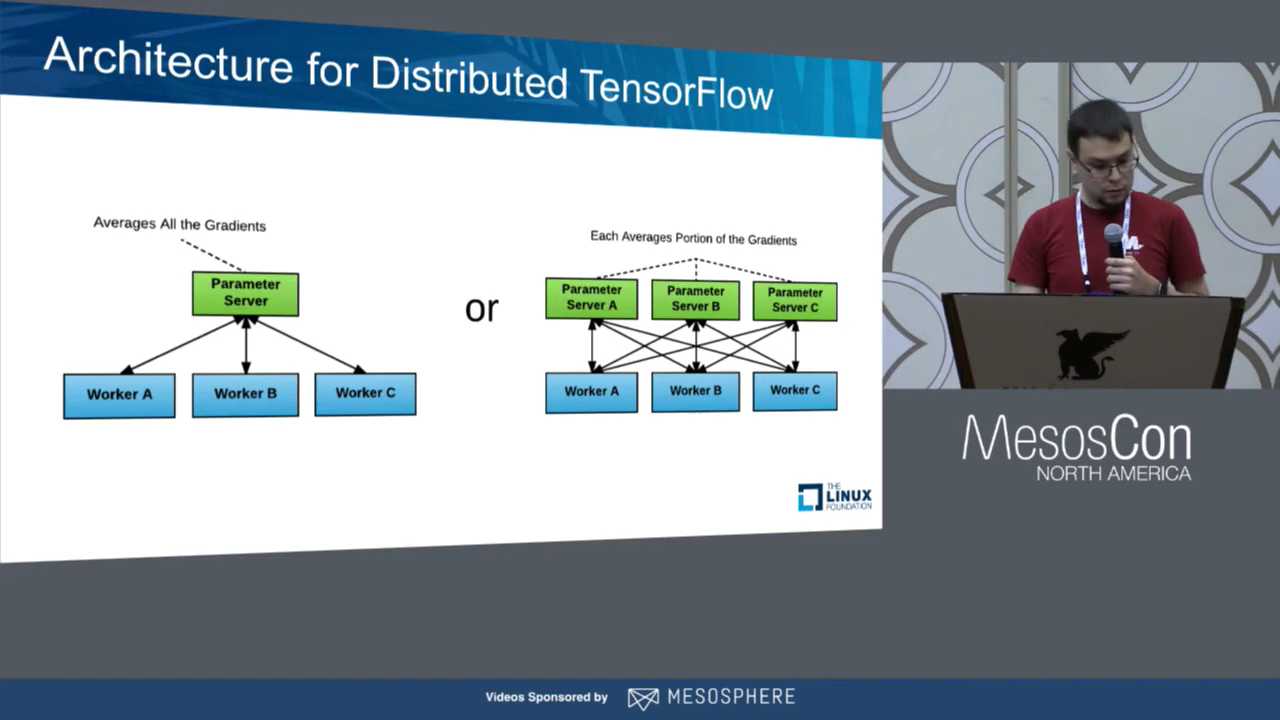 Architecture for Distributed TensorFlow
Averages All the Gradients
Parameter
Server
Worker A
Worker B
Worker C
or
Each Averages Portion of the Gradients
Parameter
Server A
Parameter
Server B
Parameter
Server C
Worker A
Worker B
Worker C
THE
LINUX
FOUNDATION
MesosCon
NORTH AMERICA
Videos Sponsored by
MESOSPHERE